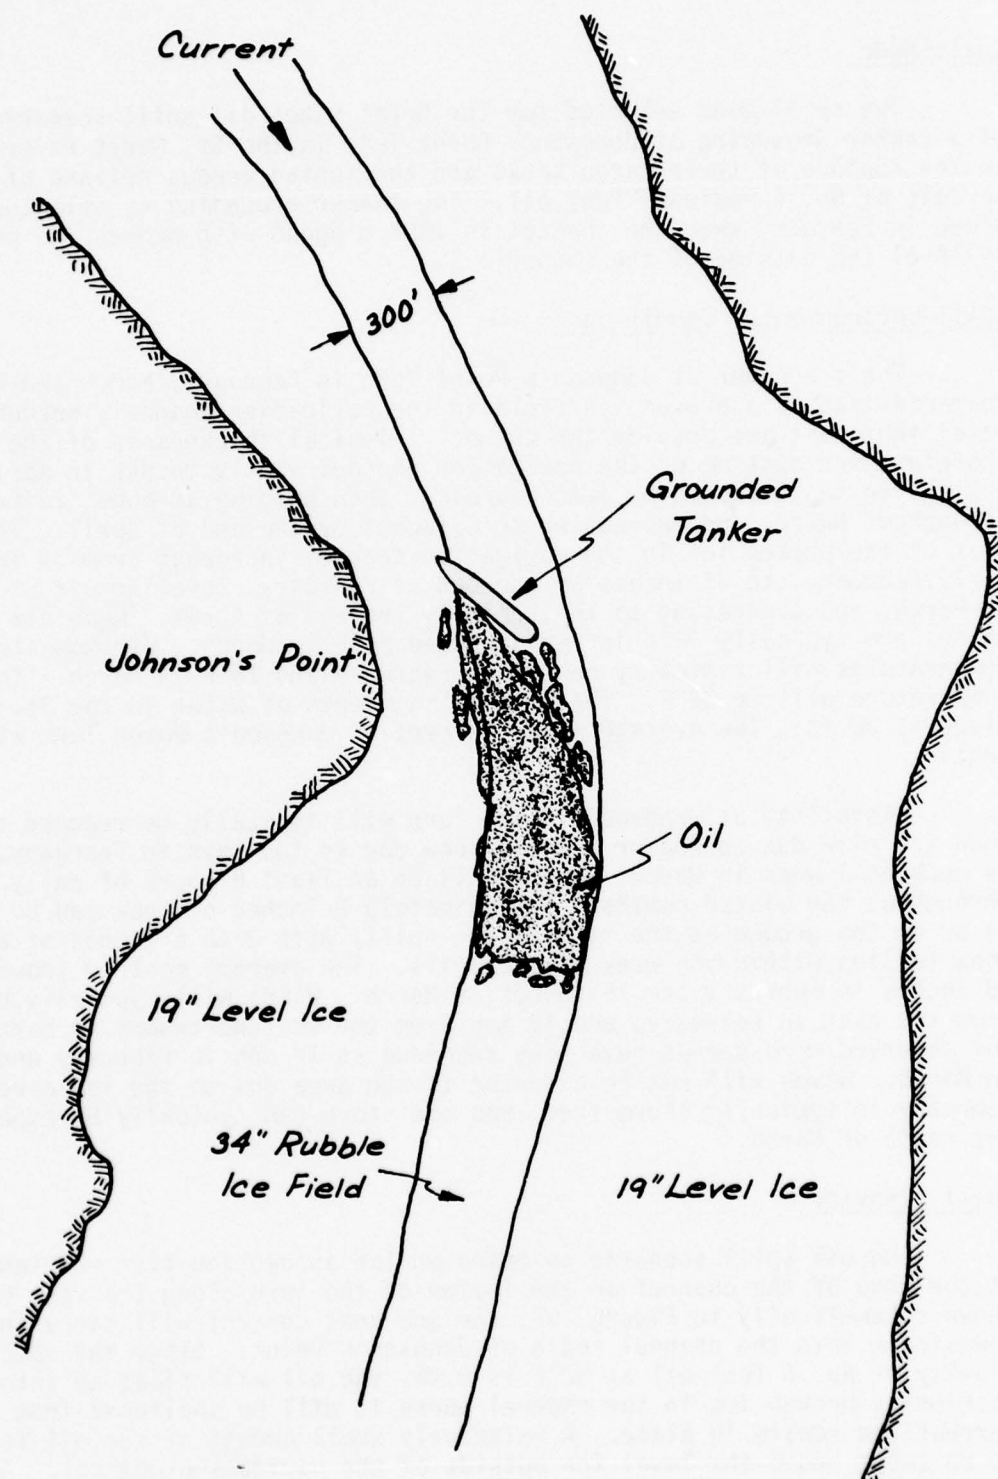 Current
300'
Grounded
Tanker
Johnson's Point
Oil
19" Level Ice
34" Rubble
Ice Field
19" Level Ice